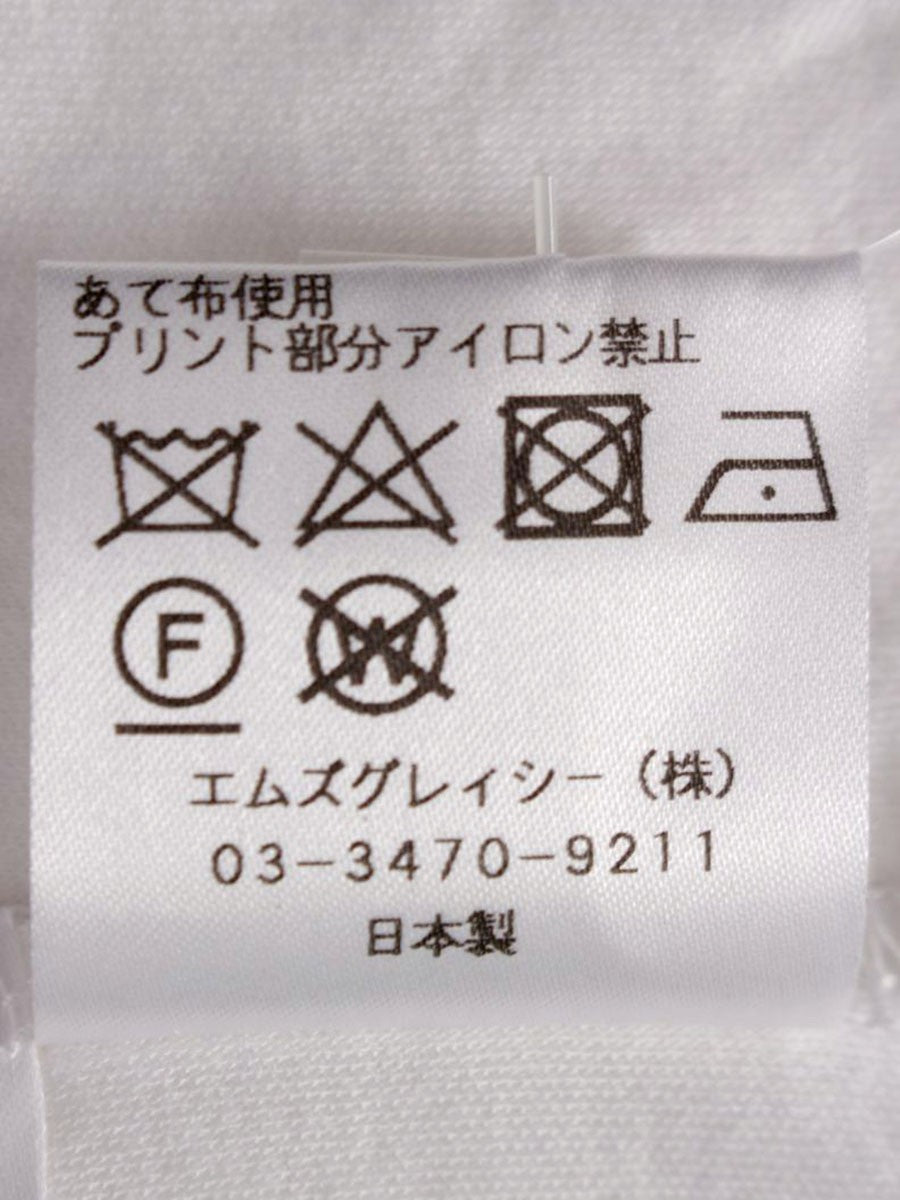 あて布使用
プリント部分アイロン禁止
F W
エムズグレイシー（株）
03-3470-9211
日本製